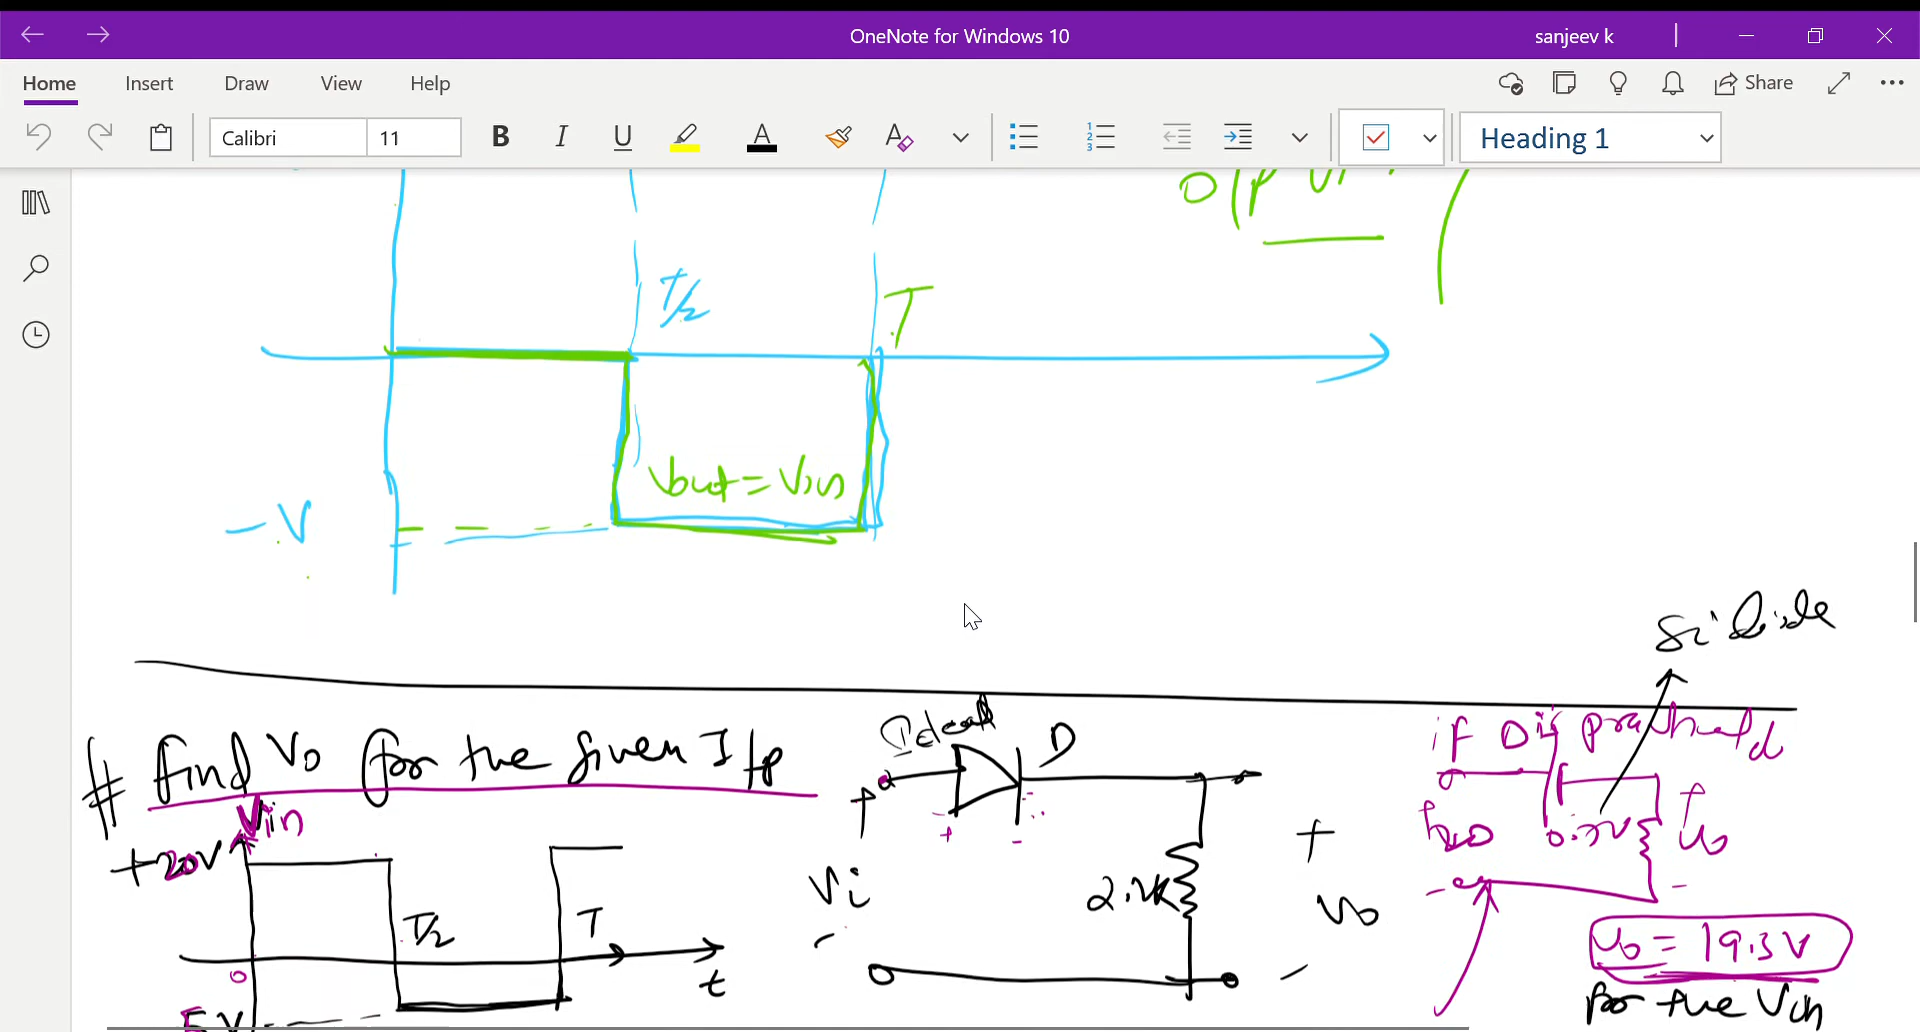 OneNote for Windows 10
sanjeev k
Home Insert Draw View Help
Share
Calibri 11 B I U A A Heading 1
T/2
T
Vout = Vin
- V
Si diode
# find Vo for the given I/p
Ideal
D
if D is
Vin
+20V
T/2
T
0
t
5V
+
Vi
-
2.2K
+
Vo
-
0.7V
Vo
-
-
Vo = 19.3V
for the Vin